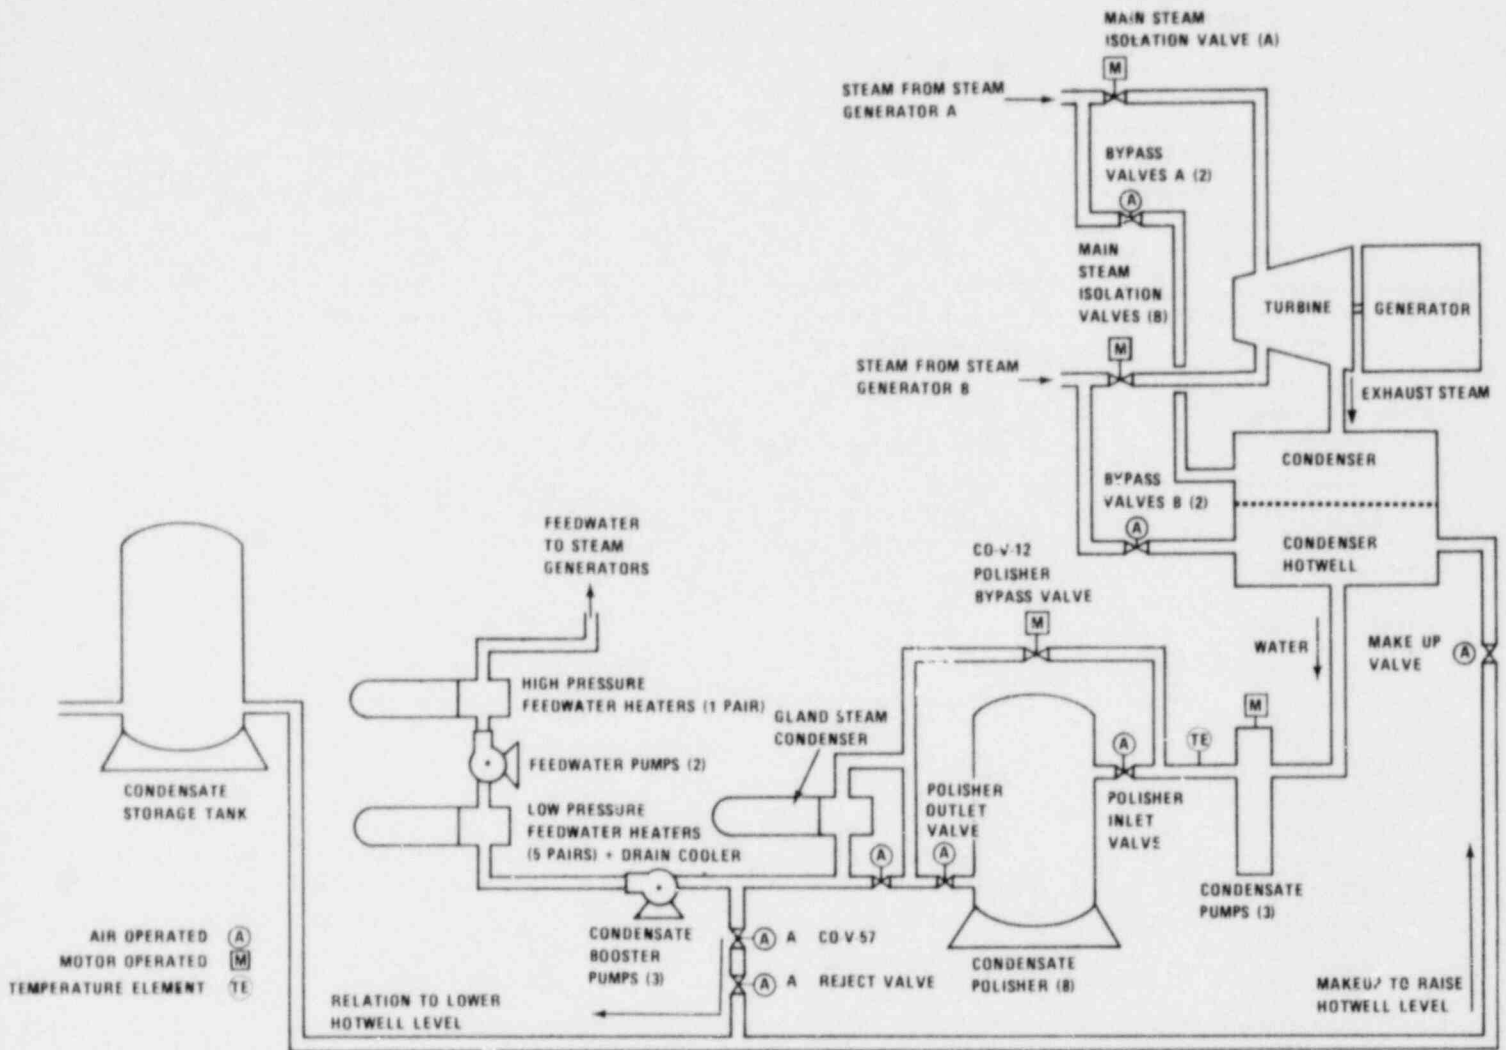 MAIN STEAM
ISOLATION VALVE (A)
M
STEAM FROM STEAM
GENERATOR A
BYPASS
VALVES A (2)
A
MAIN
STEAM
ISOLATION
VALVES (B)
M
TURBINE
GENERATOR
STEAM FROM STEAM
GENERATOR B
EXHAUST STEAM
CONDENSER
BYPASS
VALVES B (2)
A
CONDENSER
HOTWELL
FEEDWATER
TO STEAM
GENERATORS
CO-V-12
POLISHER
BYPASS VALVE
M
WATER
MAKE UP
VALVE
A
HIGH PRESSURE
FEEDWATER HEATERS (1 PAIR)
GLAND STEAM
CONDENSER
M
A
TE
FEEDWATER PUMPS (2)
CONDENSATE
STORAGE TANK
POLISHER
OUTLET
VALVE
POLISHER
INLET
VALVE
LOW PRESSURE
FEEDWATER HEATERS
(5 PAIRS) + DRAIN COOLER
A
A
CONDENSATE
PUMPS (3)
AIR OPERATED A
MOTOR OPERATED M
TEMPERATURE ELEMENT TE
CONDENSATE
BOOSTER
PUMPS (3)
A A CO-V-57
A A REJECT VALVE
CONDENSATE
POLISHER (8)
RELATION TO LOWER
HOTWELL LEVEL
MAKEUP TO RAISE
HOTWELL LEVEL